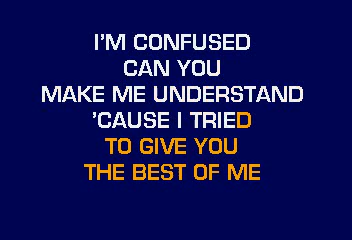 I'M CONFUSED
CAN YOU
MAKE ME UNDERSTAND
'CAUSE I TRIED
TO GIVE YOU
THE BEST OF ME